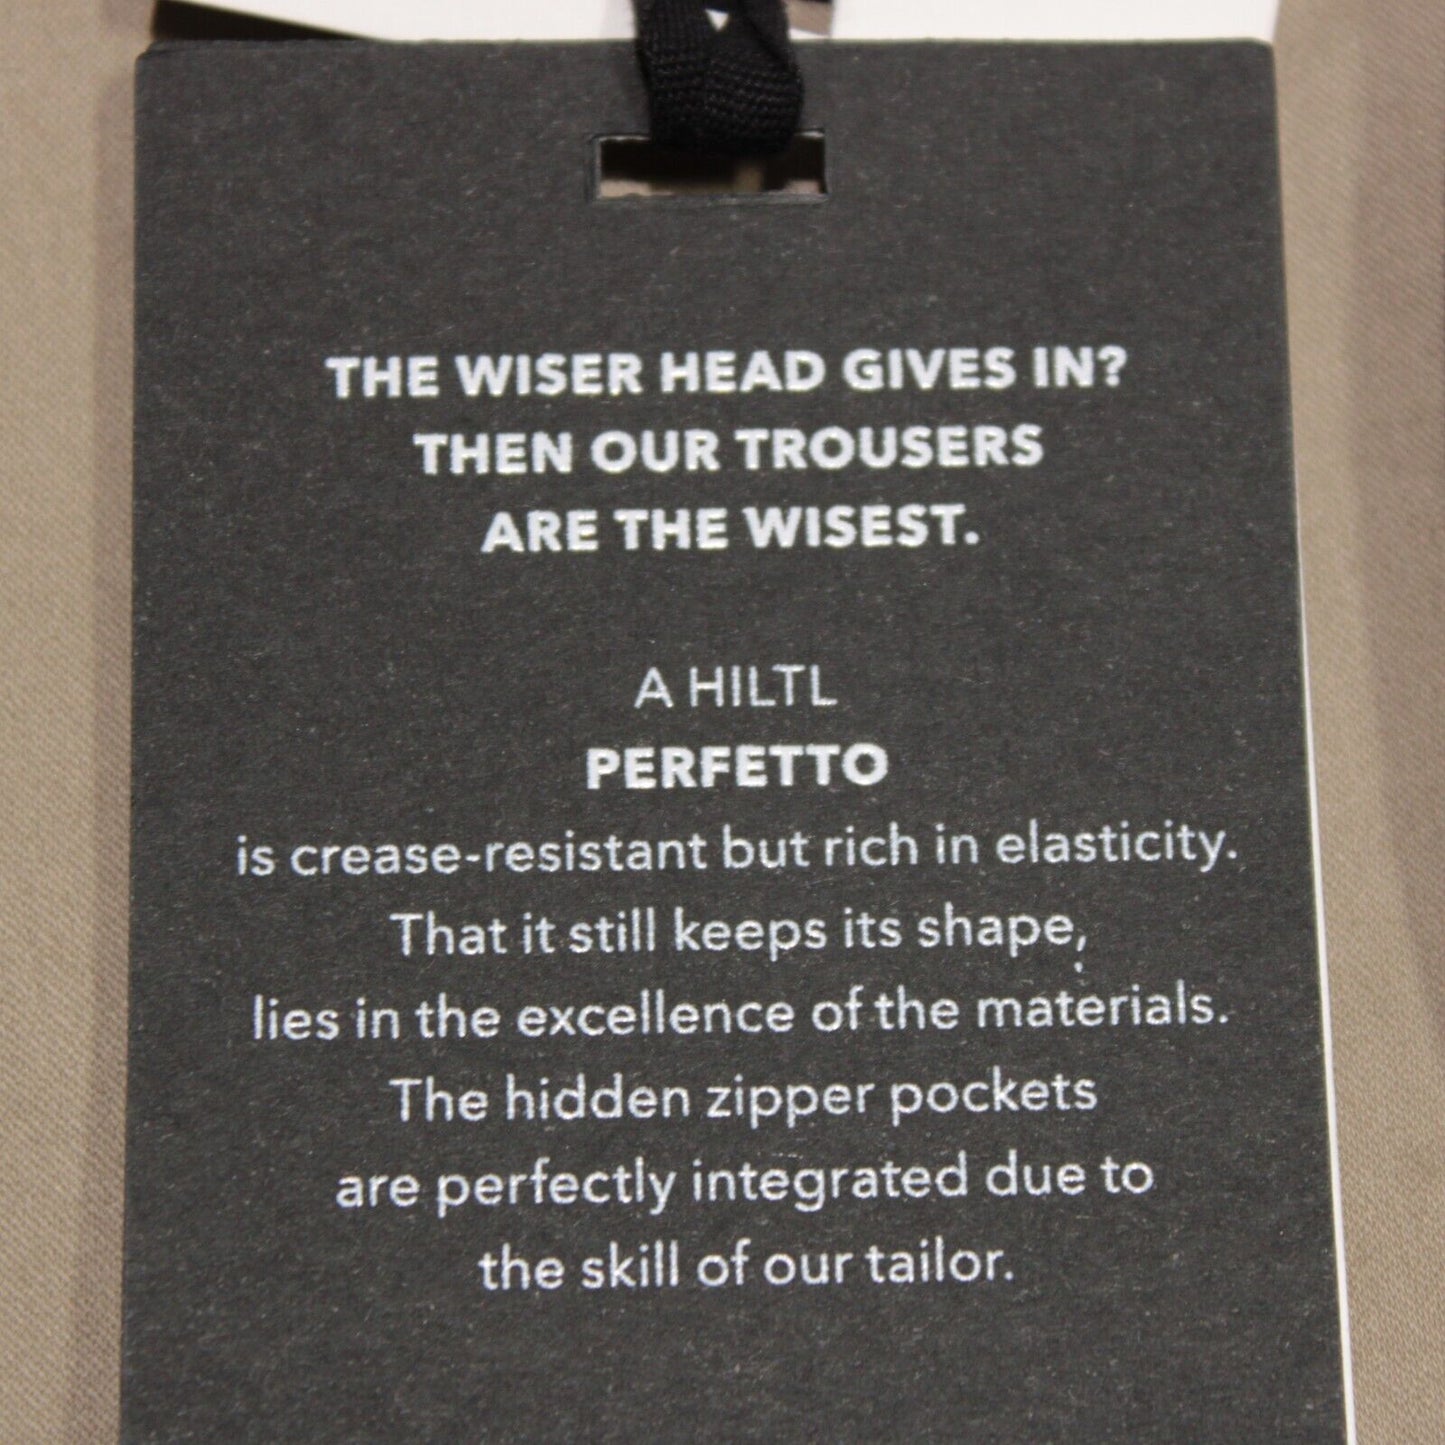 THE WISER HEAD GIVES IN?
THEN OUR TROUSERS
ARE THE WISEST.
A HILTL
PERFETTO
is crease-resistant but rich in elasticity.
That it still keeps its shape,
lies in the excellence of the materials.
The hidden zipper pockets
are perfectly integrated due to
the skill of our tailor.